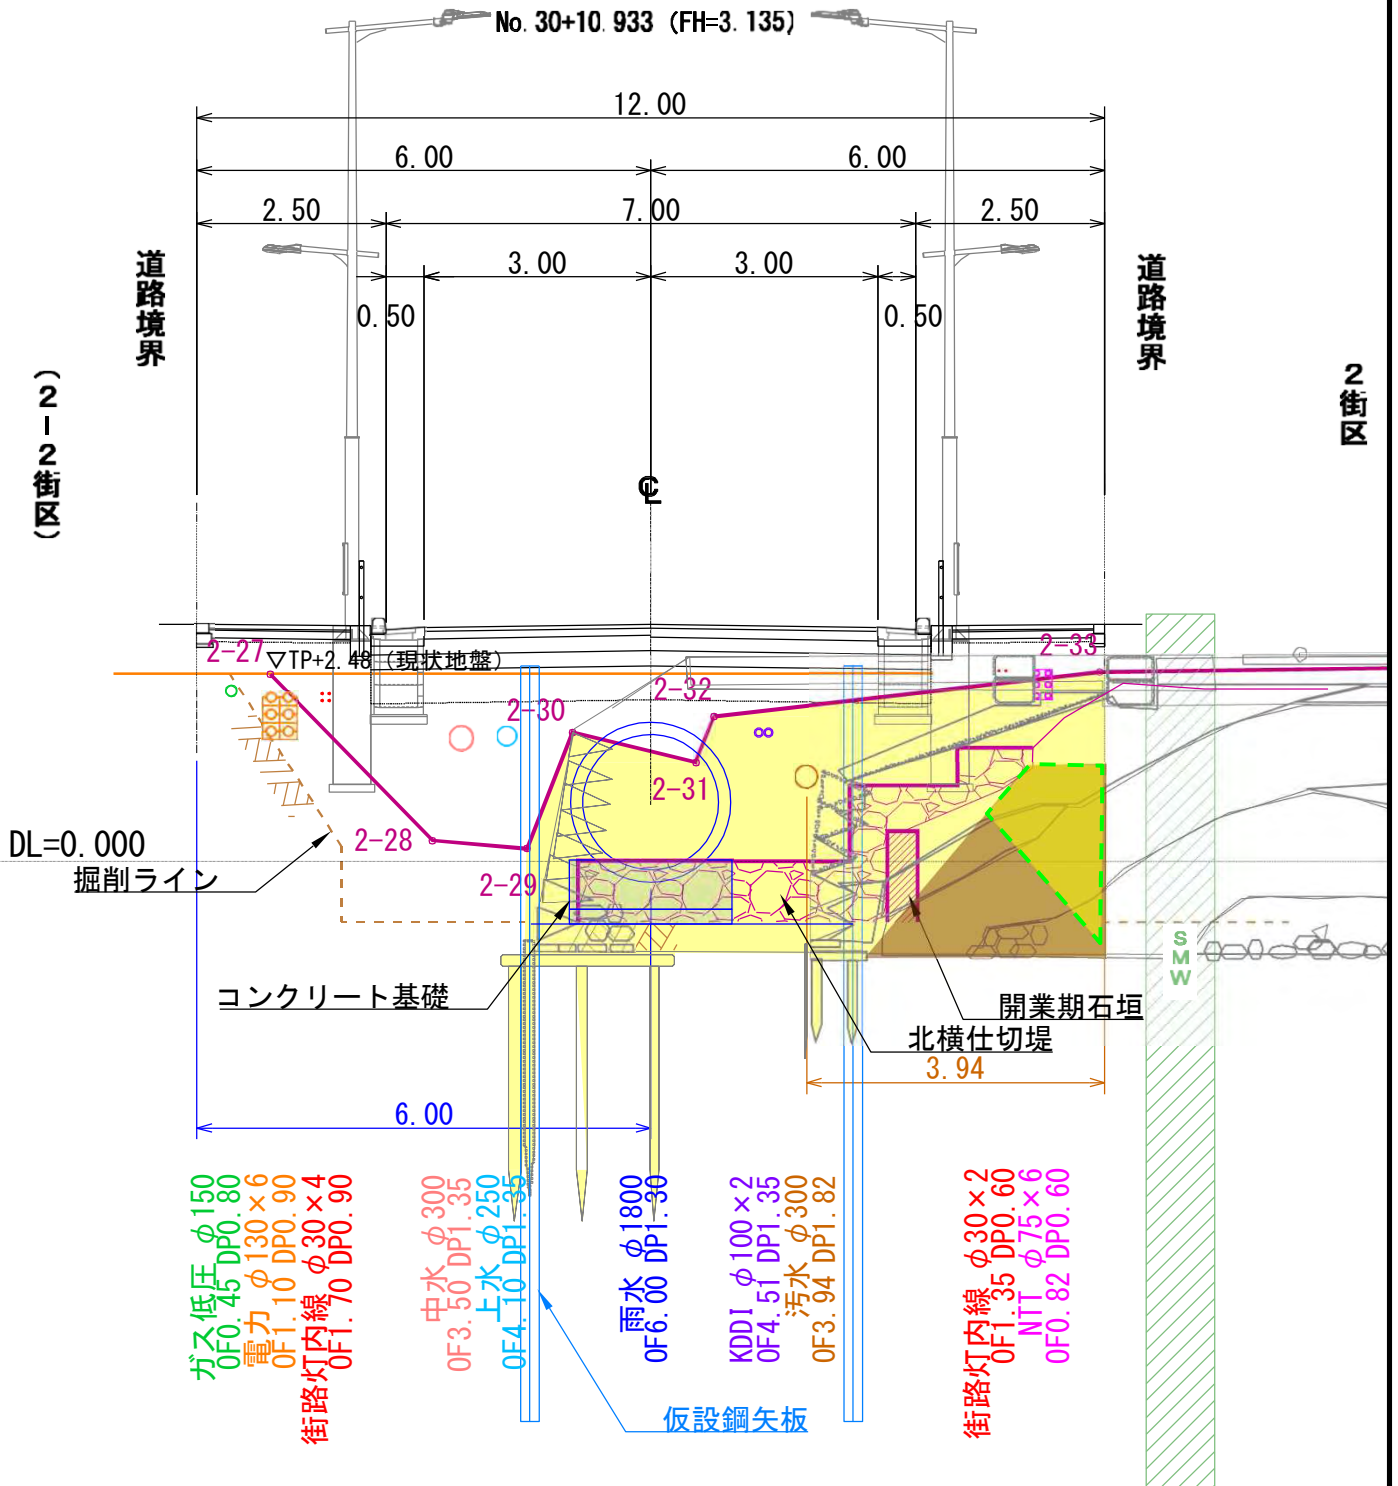 No.30+10.933 (FH=3.135)
12.00
6.00
6.00
2.50
7.00
2.50
3.00
3.00
0.50
0.50
道路境界
道路境界
(2-2街区)
2街区
℄
2-27
▽TP+2.48 (現状地盤)
2-33
2-32
2-30
2-31
2-28
DL=0.000
掘削ライン
2-29
SMW
コンクリート基礎
開業期石垣
北横仕切堤
3.94
6.00
ガス低圧 φ150
OF0.45 DP0.80
電力 φ130×6
OF1.10 DP0.90
街路灯内線 φ30×4
OF1.70 DP0.90
中水 φ300
OF3.50 DP1.35
上水 φ250
OF4.10 DP1.35
雨水 φ1800
OF6.00 DP1.30
KDDI φ100×2
OF4.51 DP1.35
汚水 φ300
OF3.94 DP1.82
街路灯内線 φ30×2
OF1.35 DP0.60
NTT φ75×6
OF0.82 DP0.60
仮設鋼矢板